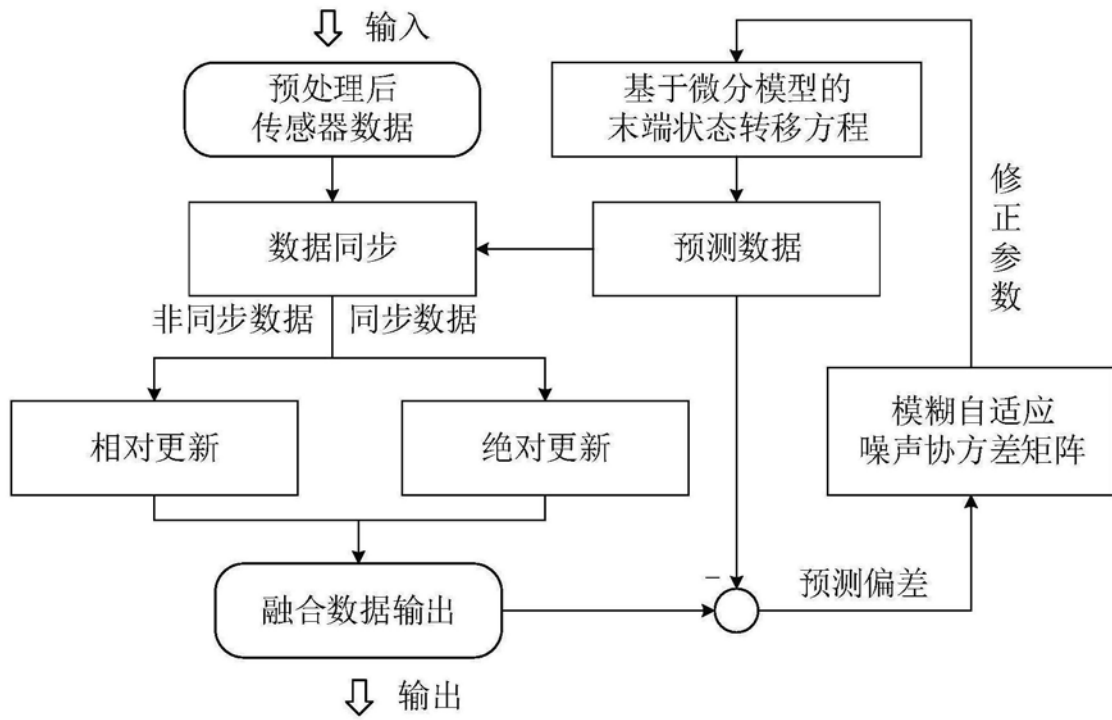 输入
预处理后
传感器数据
基于微分模型的
末端状态转移方程
修正参数
数据同步
预测数据
非同步数据
同步数据
相对更新
绝对更新
模糊自适应
噪声协方差矩阵
−
预测偏差
融合数据输出
输出